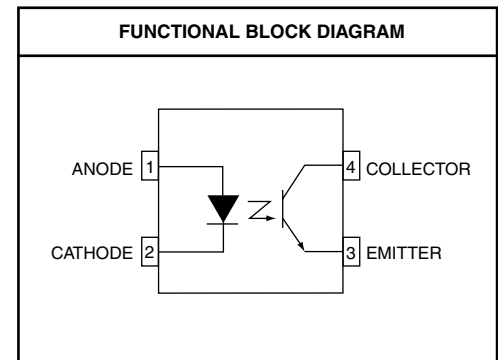 FUNCTIONAL BLOCK DIAGRAM
ANODE 1
4 COLLECTOR
CATHODE 2
3 EMITTER